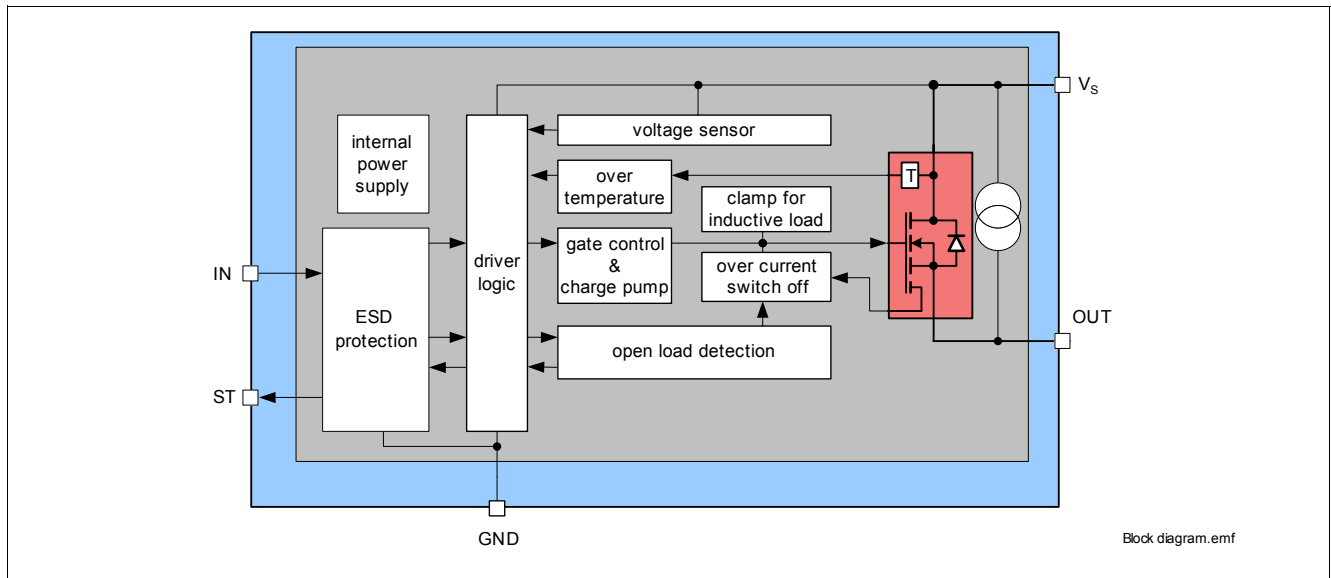 V_S
voltage sensor
internal
power
supply
over
temperature
T
clamp for
inductive load
driver
logic
gate control
&
charge pump
over current
switch off
IN
ESD
protection
OUT
open load detection
ST
GND
Block diagram.emf